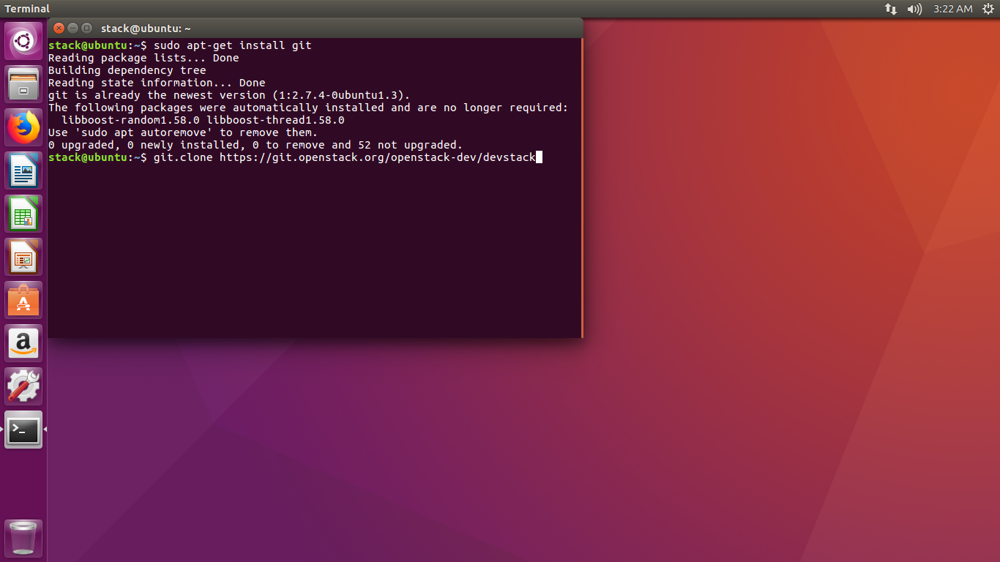 Terminal
3:22 AM
stack@ubuntu: ~
stack@ubuntu:~$ sudo apt-get install git
Reading package lists... Done
Building dependency tree
Reading state information... Done
git is already the newest version (1:2.7.4-0ubuntu1.3).
The following packages were automatically installed and are no longer required:
  libboost-random1.58.0 libboost-thread1.58.0
Use 'sudo apt autoremove' to remove them.
0 upgraded, 0 newly installed, 0 to remove and 52 not upgraded.
stack@ubuntu:~$ git.clone https://git.openstack.org/openstack-dev/devstack